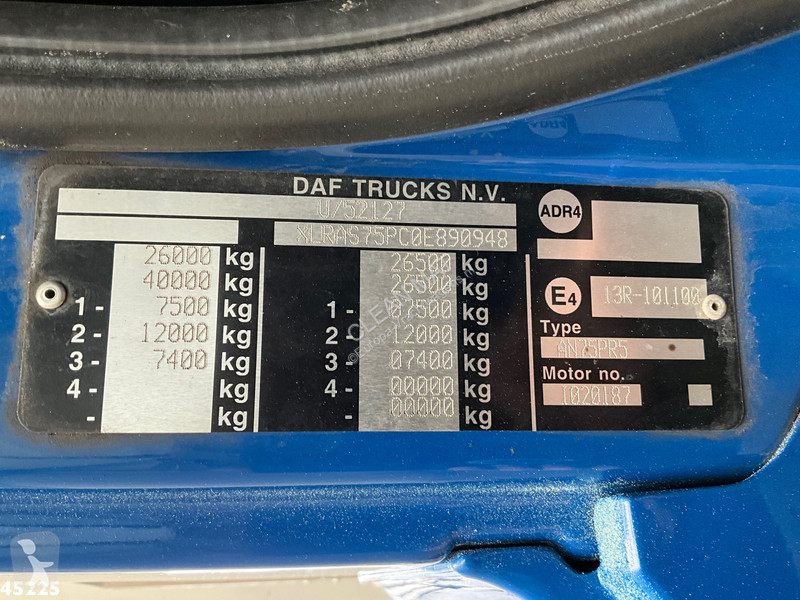 DAF TRUCKS N.V.
U/52127
XLRAS75PC0E890948
26000 kg
40000 kg
1- 7500 kg
2- 12000 kg
3- 7400 kg
4- kg
- kg
26500 kg
26500 kg
1- 07500 kg
2- 12000 kg
3- 07400 kg
4- 00000 kg
- 00000 kg
ADR4
E4 13R-101100
Type
AN75PR5
Motor no.
1020187
45225